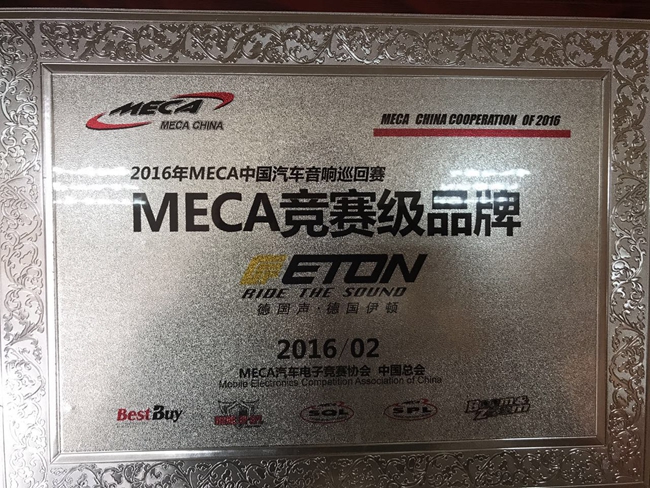 MECA
MECA CHINA
MECA CHINA COOPERATION OF 2016
2016年MECA中国汽车音响巡回赛
MECA竞赛级品牌
ETON
RIDE THE SOUND
德国声·德国伊顿
2016/02
MECA汽车电子竞赛协会 中国总会
Mobile Electronics Competition Association of China
BestBuy
SQL
SPL